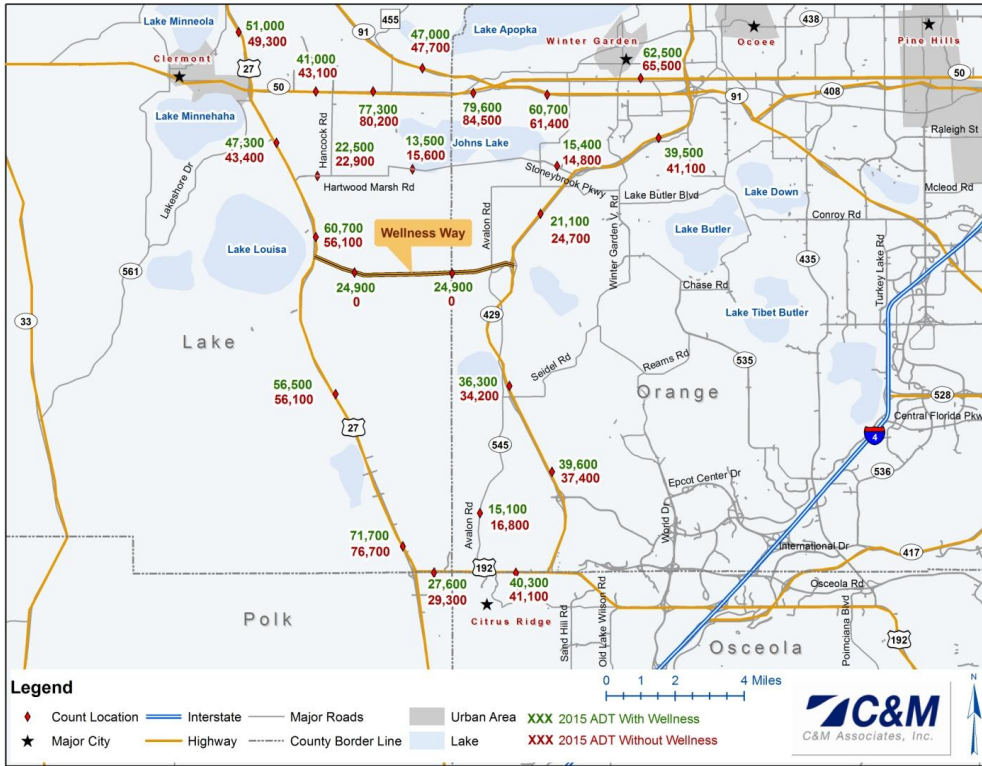 Lake Minneola
51,000
49,300
455
91
47,000
47,700
Lake Apopka
Winter Garden
Ocoee
438
Pine Hills
Clermont
27
41,000
43,100
62,500
65,500
50
50
77,300
80,200
79,600
84,500
60,700
61,400
91
408
Lake Minnehaha
Hancock Rd
Johns Lake
Raleigh St
47,300
43,400
22,500
22,900
13,500
15,600
15,400
14,800
39,500
41,100
Lakeshore Dr
Hartwood Marsh Rd
Stoneybrook Pkwy
Lake Butler Blvd
Lake Down
Mcleod Rd
Avalon Rd
21,100
24,700
Winter Garden V. Rd
Conroy Rd
Lake Louisa
60,700
56,100
Wellness Way
Lake Butler
Turkey Lake Rd
561
435
24,900
0
24,900
0
Chase Rd
33
429
Lake Tibet Butler
Lake
Seidel Rd
Reams Rd
535
36,300
34,200
Orange
56,500
56,100
528
Central Florida Pkw
27
4
545
536
39,600
37,400
Epcot Center Dr
15,100
16,800
World Dr
71,700
76,700
Avalon Rd
International Dr
417
192
27,600
29,300
40,300
41,100
Osceola Rd
Citrus Ridge
Polk
Sand Hill Rd
Old Lake Wilson Rd
Poinciana Blvd
192
Osceola
Legend
0 1 2 4 Miles
N
Count Location
Interstate
Major Roads
Urban Area
XXX 2015 ADT With Wellness
Major City
Highway
County Border Line
Lake
XXX 2015 ADT Without Wellness
C&M
C&M Associates, Inc.